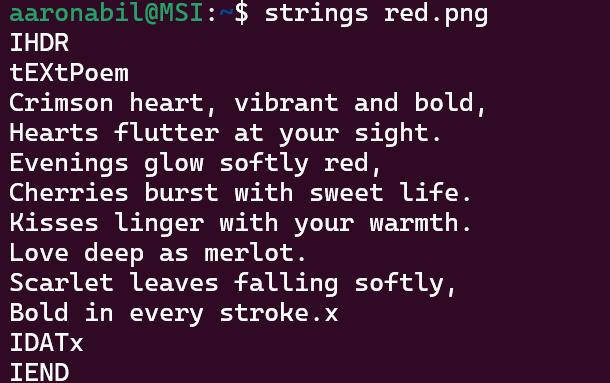 aaronabil@MSI:~$ strings red.png
IHDR
tEXtPoem
Crimson heart, vibrant and bold,
Hearts flutter at your sight.
Evenings glow softly red,
Cherries burst with sweet life.
Kisses linger with your warmth.
Love deep as merlot.
Scarlet leaves falling softly,
Bold in every stroke.x
IDATx
IEND